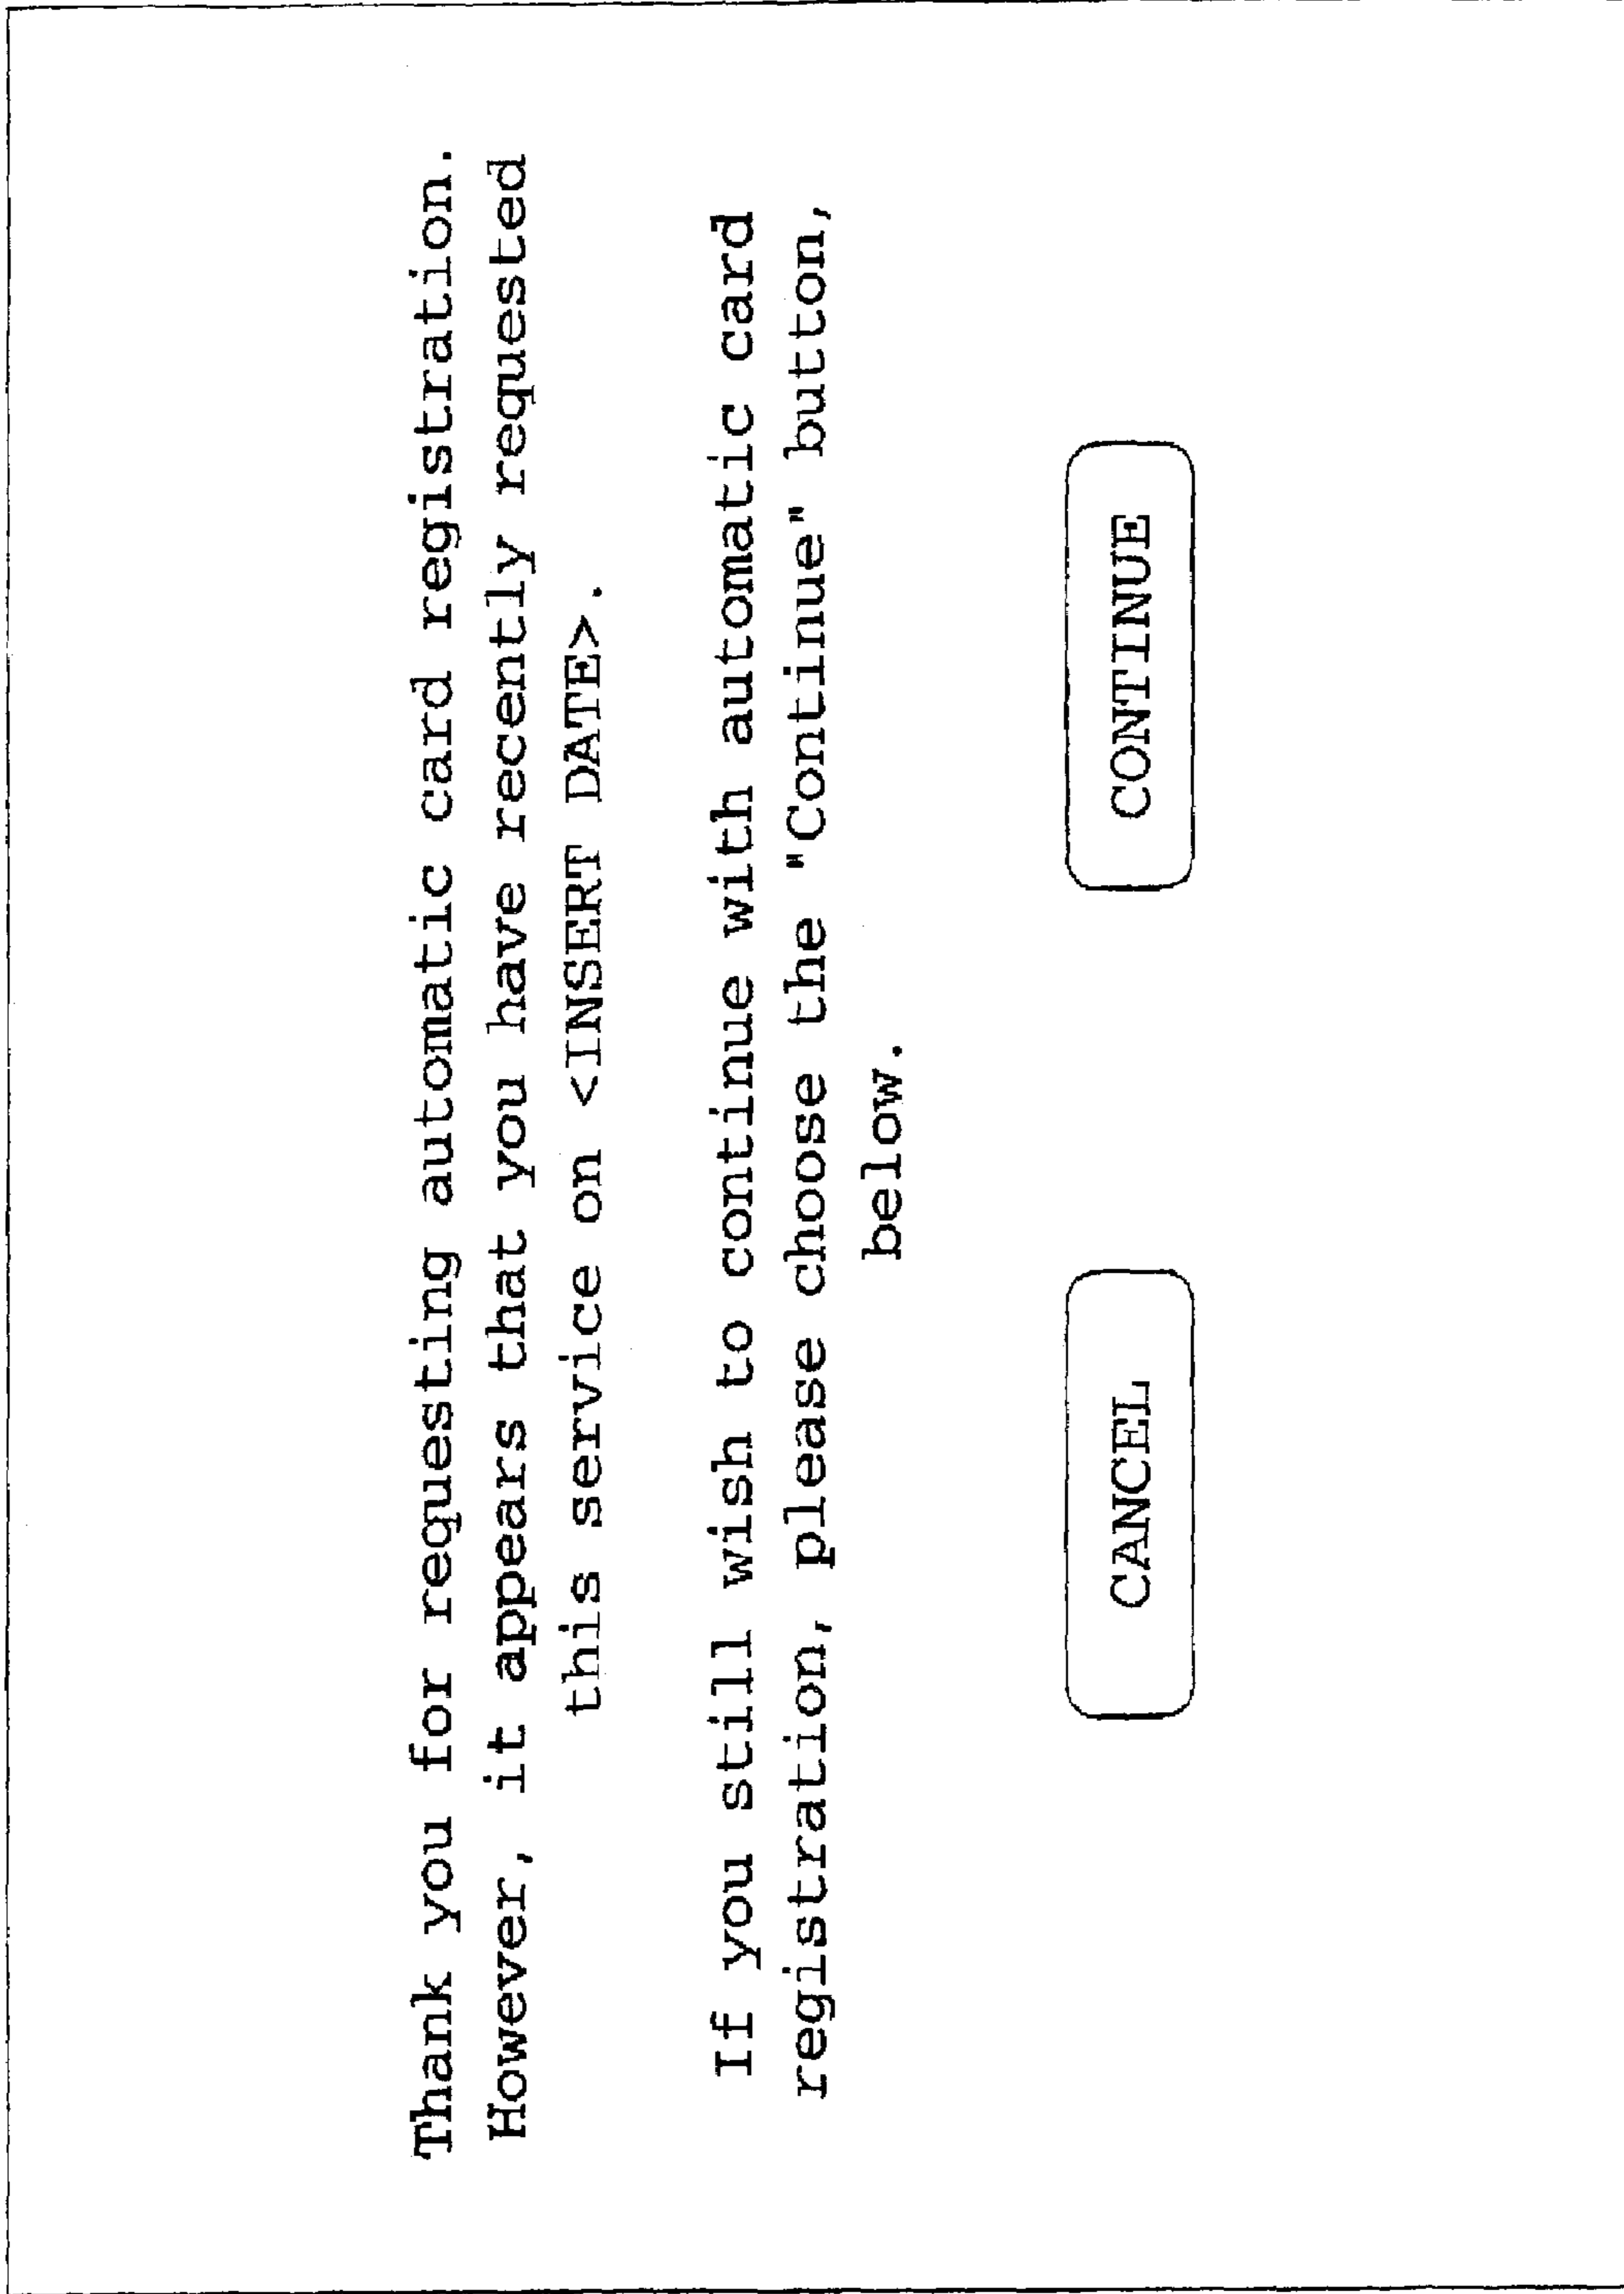 Thank you for requesting automatic card registration.
However, it appears that you have recently requested
this service on <INSERT DATE>.
If you still wish to continue with automatic card
registration, please choose the "Continue" button,
below.
CANCEL
CONTINUE